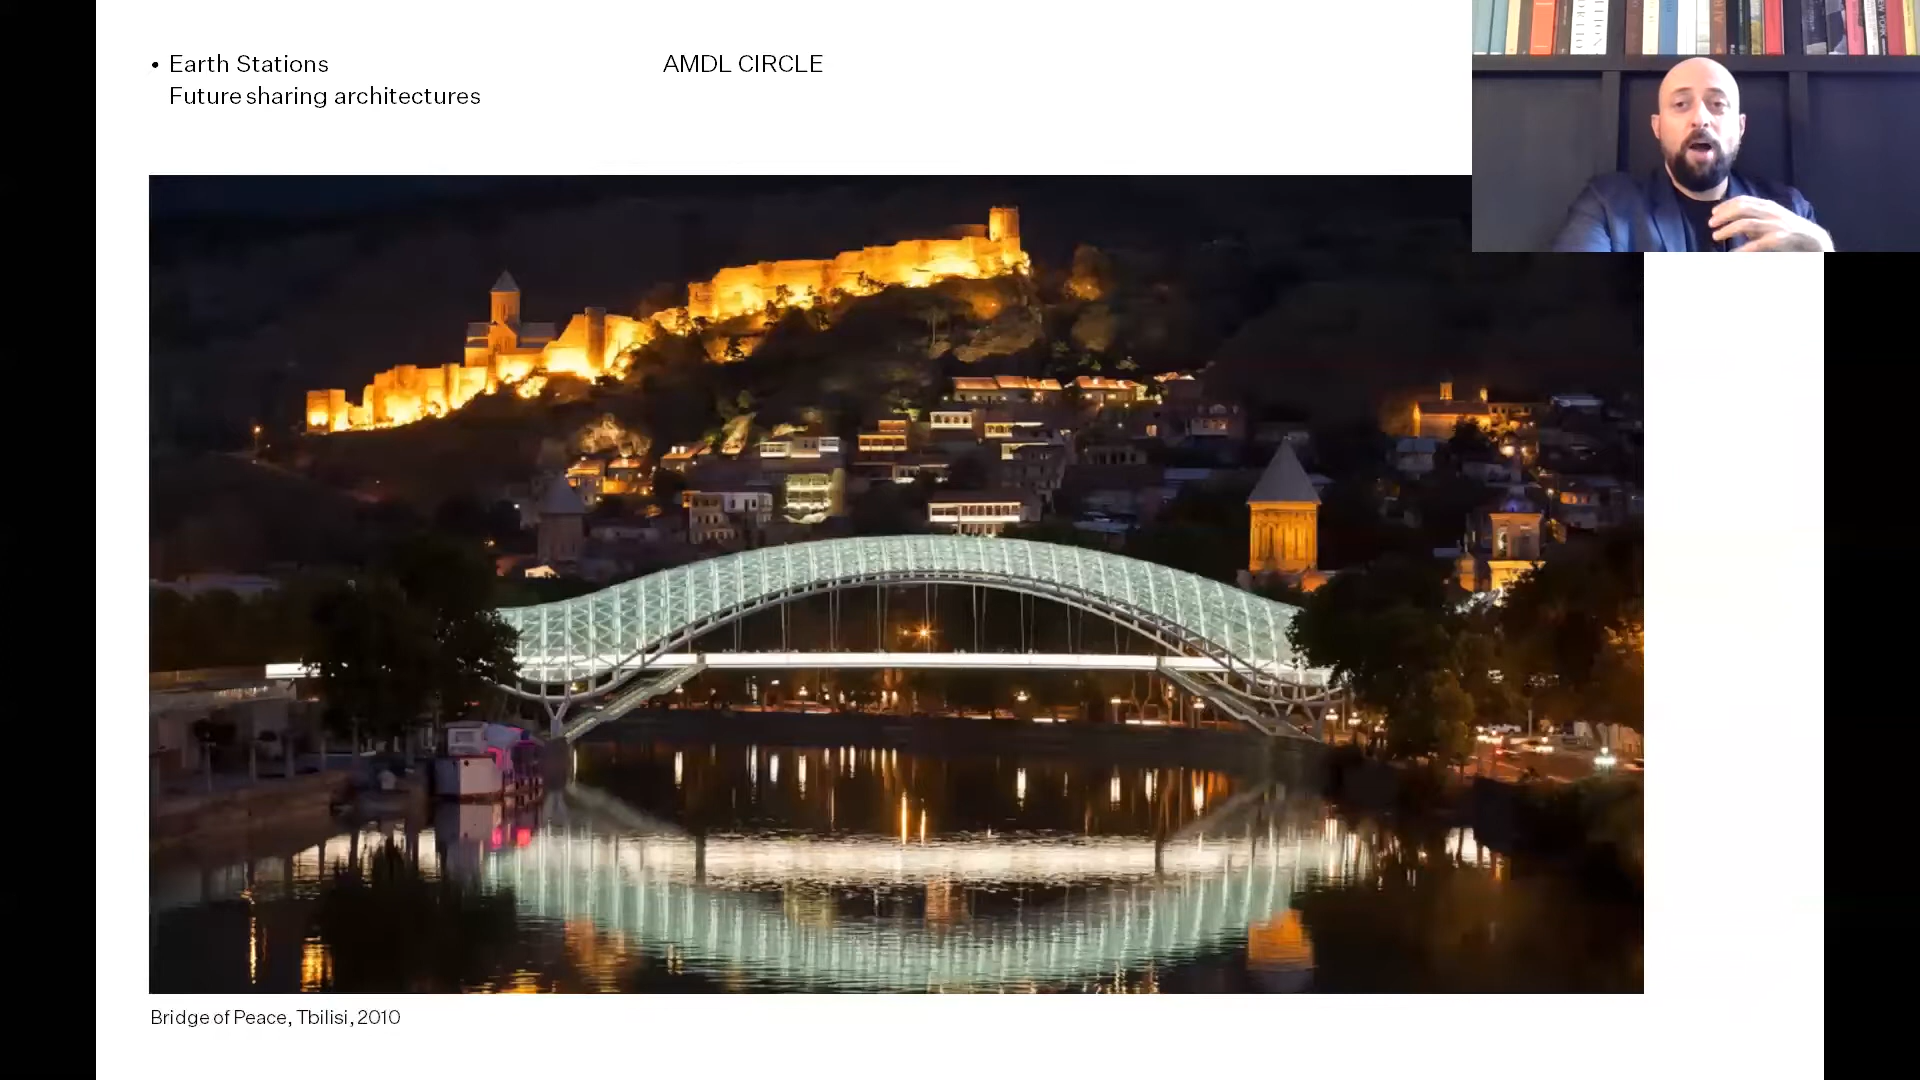 • Earth Stations
Future sharing architectures
AMDL CIRCLE
Bridge of Peace, Tbilisi, 2010